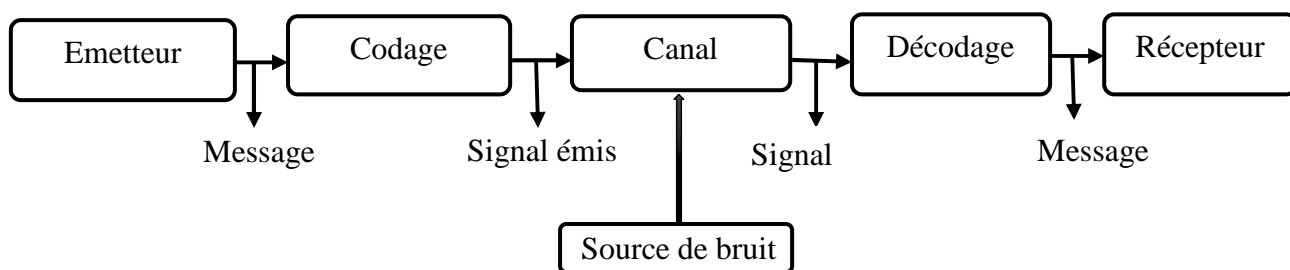 Emetteur
Codage
Canal
Décodage
Récepteur
Message
Signal émis
Signal
Message
Source de bruit